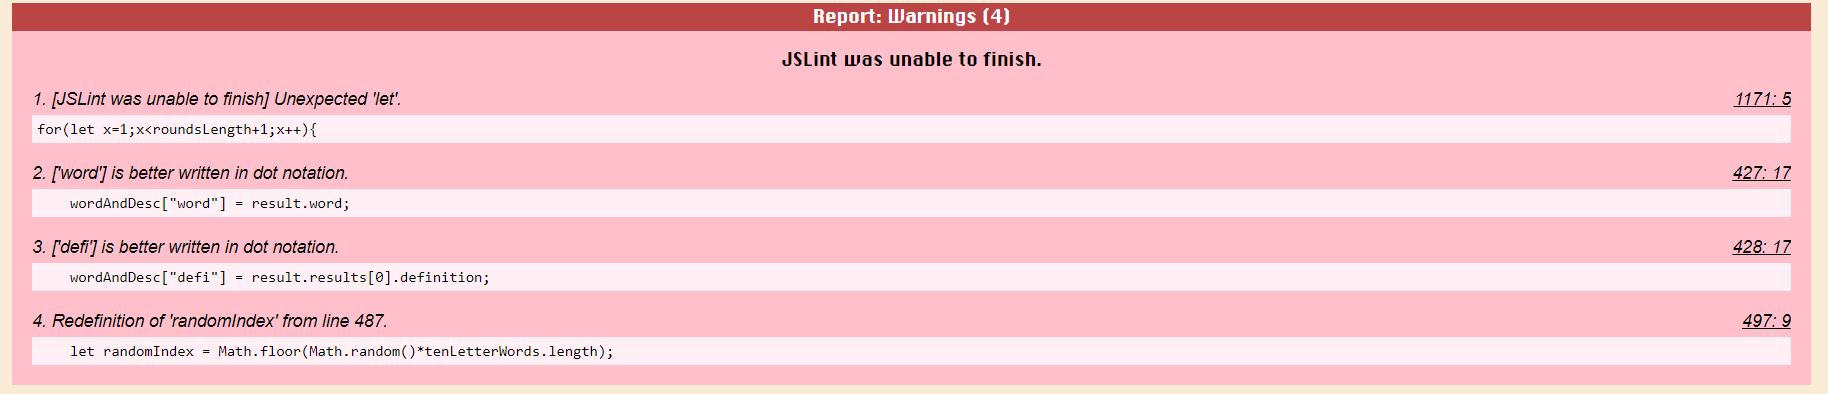 Report: Warnings (4)
JSLint was unable to finish.
1. [JSLint was unable to finish] Unexpected 'let'. 1171: 5
for(let x=1;x<roundsLength+1;x++){
2. ['word'] is better written in dot notation. 427: 17
wordAndDesc["word"] = result.word;
3. ['defi'] is better written in dot notation. 428: 17
wordAndDesc["defi"] = result.results[0].definition;
4. Redefinition of 'randomIndex' from line 487. 497: 9
let randomIndex = Math.floor(Math.random()*tenLetterWords.length);